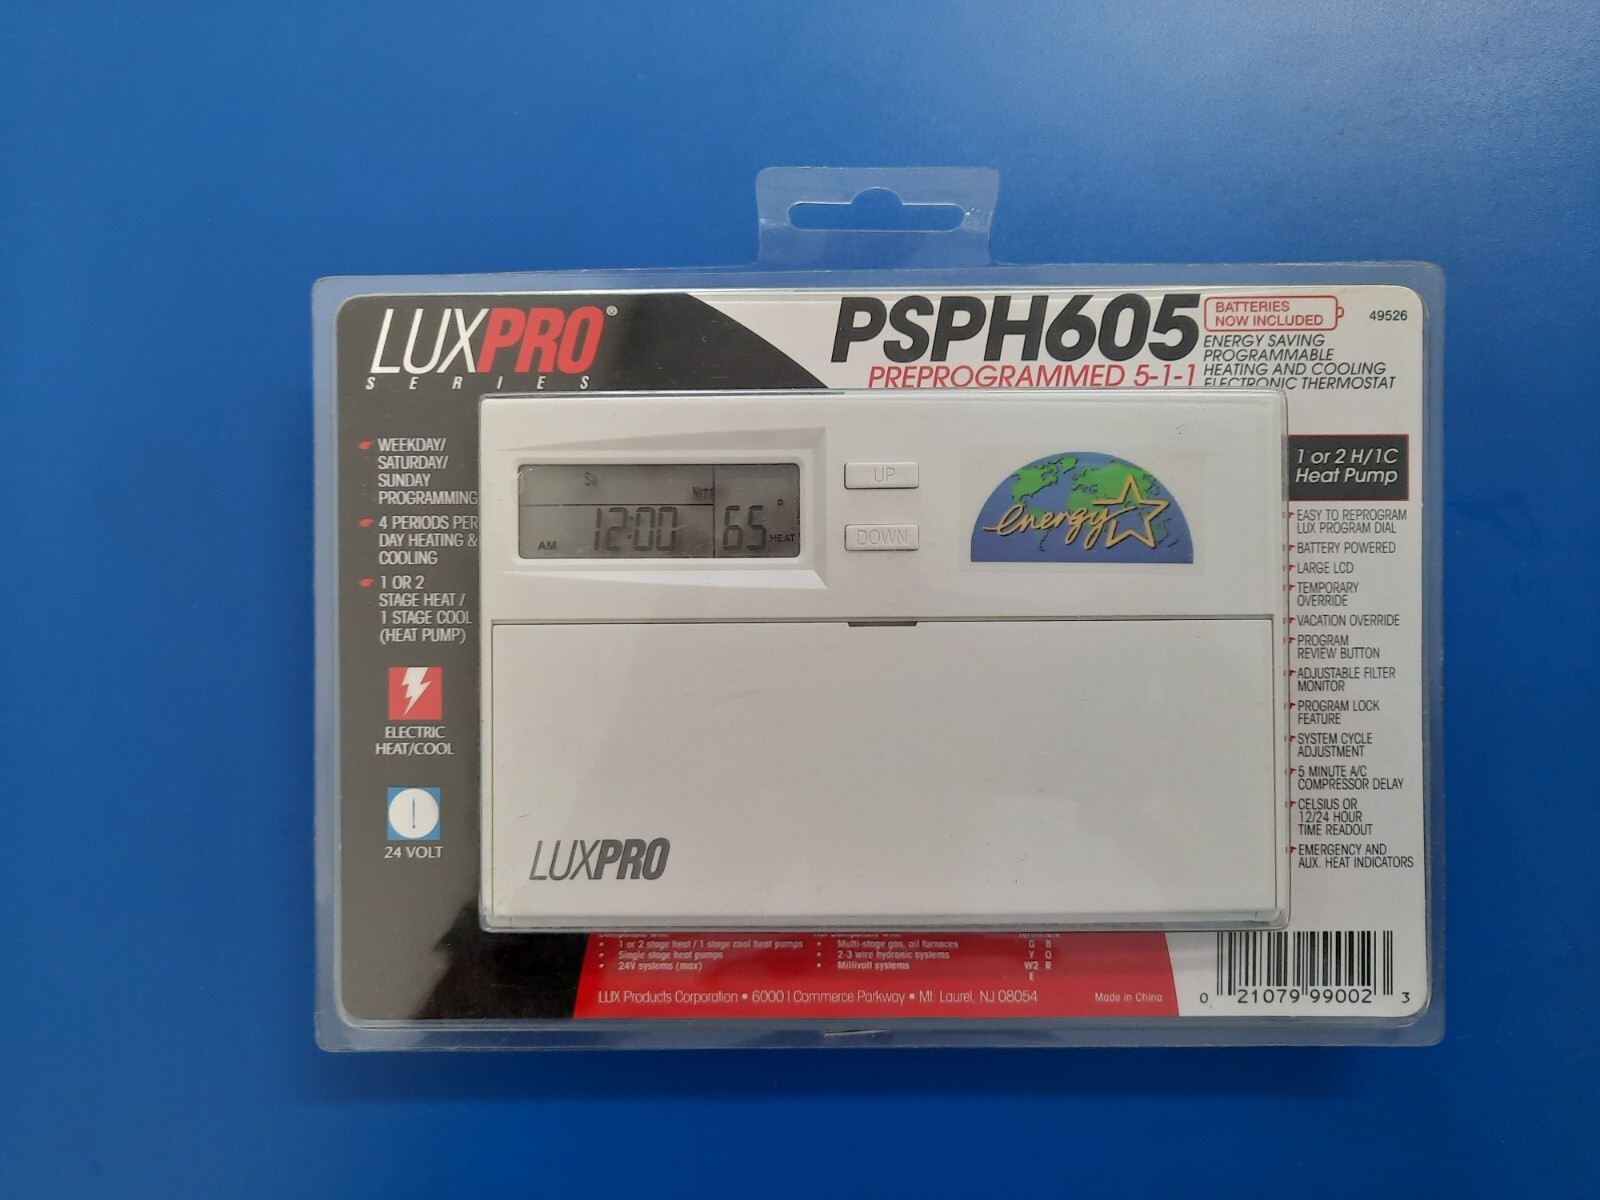 LUXPRO®
SERIES
PSPH605
PREPROGRAMMED 5-1-1
BATTERIES
NOW INCLUDED
49526
ENERGY SAVING
PROGRAMMABLE
HEATING AND COOLING
ELECTRONIC THERMOSTAT
WEEKDAY/
SATURDAY/
SUNDAY
PROGRAMMING
4 PERIODS PER
DAY HEATING &
COOLING
1 OR 2
STAGE HEAT /
1 STAGE COOL
(HEAT PUMP)
ELECTRIC
HEAT/COOL
24 VOLT
Su
NITE
AM 12:00 65° HEAT
UP
DOWN
energy
LUXPRO
1 or 2 H/1C
Heat Pump
EASY TO REPROGRAM
LUX PROGRAM DIAL
BATTERY POWERED
LARGE LCD
TEMPORARY
OVERRIDE
VACATION OVERRIDE
PROGRAM
REVIEW BUTTON
ADJUSTABLE FILTER
MONITOR
PROGRAM LOCK
FEATURE
SYSTEM CYCLE
ADJUSTMENT
5 MINUTE A/C
COMPRESSOR DELAY
CELSIUS OR
12/24 HOUR
TIME READOUT
EMERGENCY AND
AUX. HEAT INDICATORS
• 1 or 2 stage heat / 1 stage cool heat pumps
• Single stage heat pumps
• 24V systems (max)
• Multi-stage gas, oil furnaces
• 2-3 wire hydronic systems
• Millivolt systems
G B
Y O
W2 R
E
LUX Products Corporation • 6000 I Commerce Parkway • Mt. Laurel, NJ 08054
Made in China
0 21079 99002 3